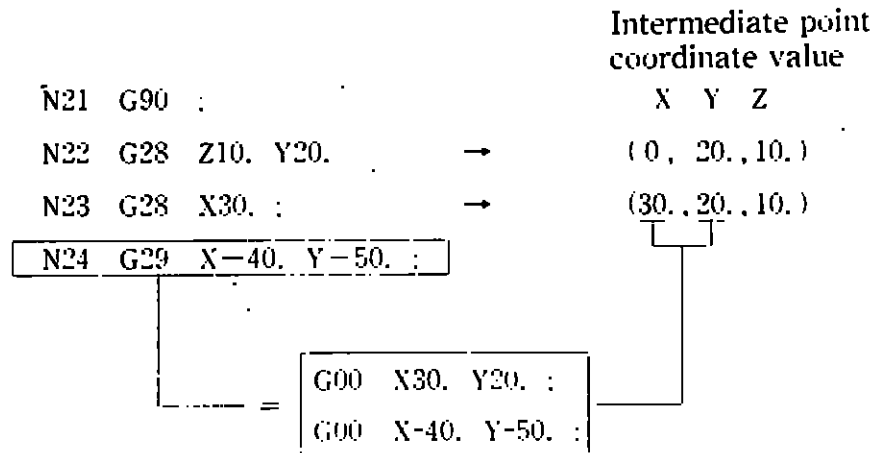 Intermediate point
coordinate value
N21 G90 ; X Y Z
N22 G28 Z10. Y20. → (0, 20.,10.)
N23 G28 X30. ; → (30.,20.,10.)
N24 G29 X-40. Y-50. ;
= G00 X30. Y20. ;
G00 X-40. Y-50. ;